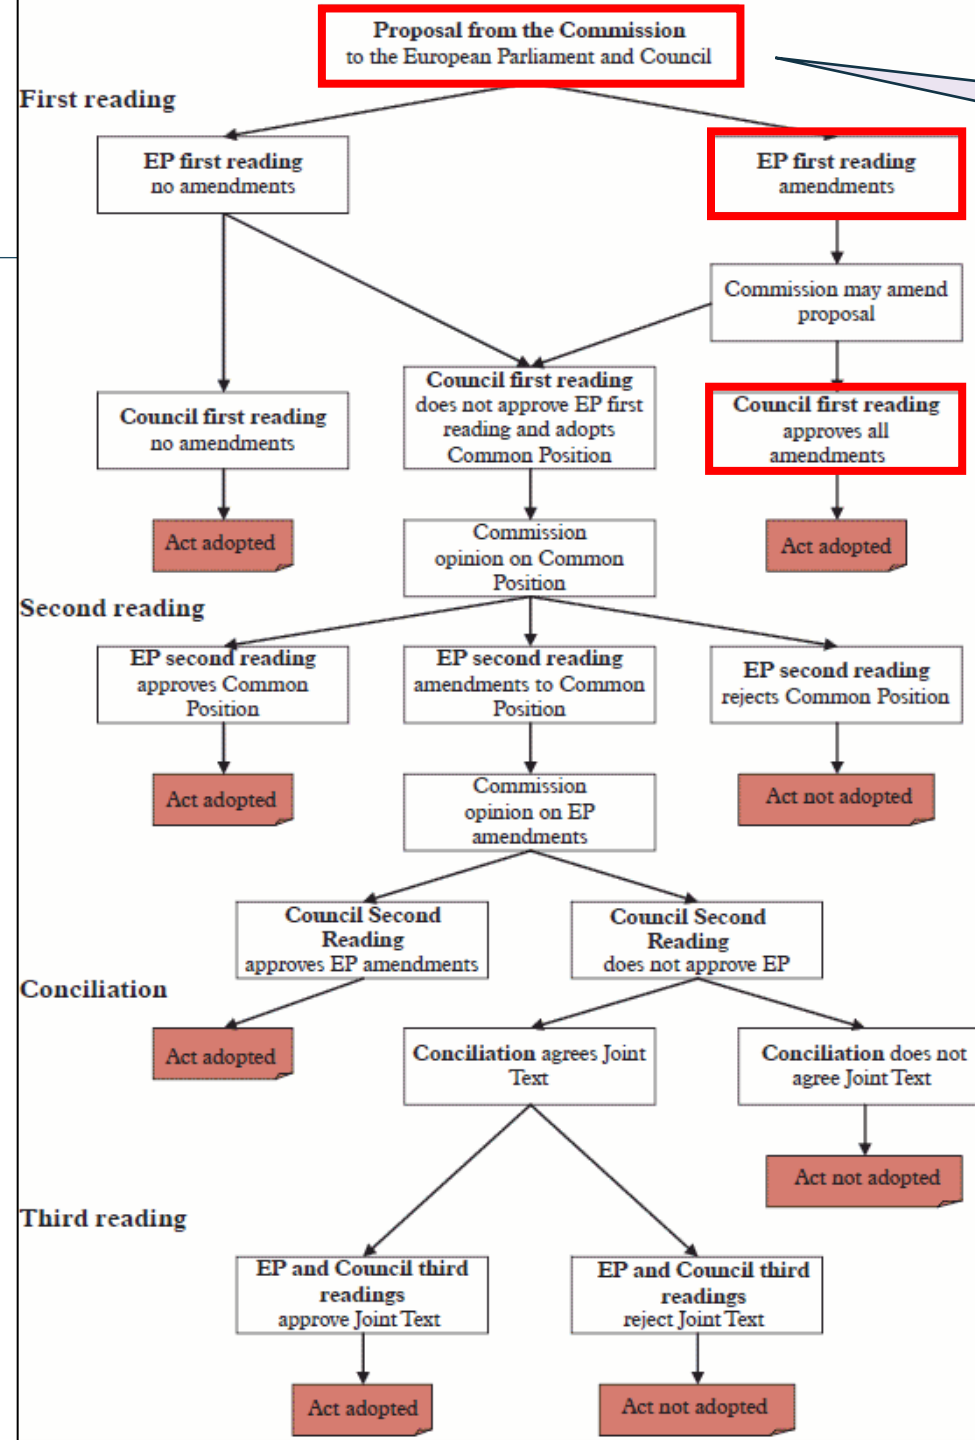 Proposal from the Commission
to the European Parliament and Council
First reading
EP first reading
no amendments
EP first reading
amendments
Commission may amend
proposal
Council first reading
no amendments
Council first reading
does not approve EP first
reading and adopts
Common Position
Council first reading
approves all
amendments
Act adopted
Commission
opinion on Common
Position
Act adopted
Second reading
EP second reading
approves Common
Position
EP second reading
amendments to Common
Position
EP second reading
rejects Common Position
Act adopted
Commission
opinion on EP
amendments
Act not adopted
Council Second
Reading
approves EP amendments
Council Second
Reading
does not approve EP
Conciliation
Act adopted
Conciliation agrees Joint
Text
Conciliation does not
agree Joint Text
Act not adopted
Third reading
EP and Council third
readings
approve Joint Text
EP and Council third
readings
reject Joint Text
Act adopted
Act not adopted